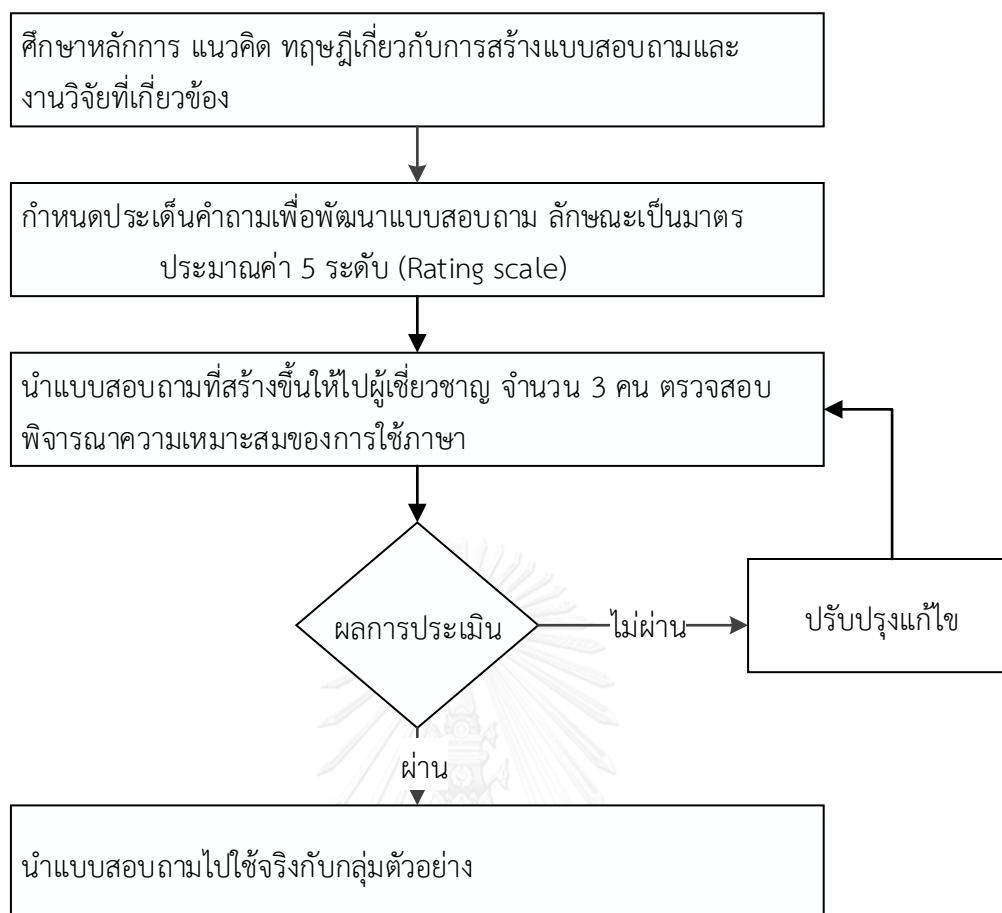 ศึกษาหลักการ แนวคิด ทฤษฎีเกี่ยวกับการสร้างแบบสอบถามและ
งานวิจัยที่เกี่ยวข้อง
กำหนดประเด็นคำถามเพื่อพัฒนาแบบสอบถาม ลักษณะเป็นมาตร
ประมาณค่า 5 ระดับ (Rating scale)
นำแบบสอบถามที่สร้างขึ้นให้ไปผู้เชี่ยวชาญ จำนวน 3 คน ตรวจสอบ
พิจารณาความเหมาะสมของการใช้ภาษา
ผลการประเมิน
ไม่ผ่าน
ปรับปรุงแก้ไข
ผ่าน
นำแบบสอบถามไปใช้จริงกับกลุ่มตัวอย่าง